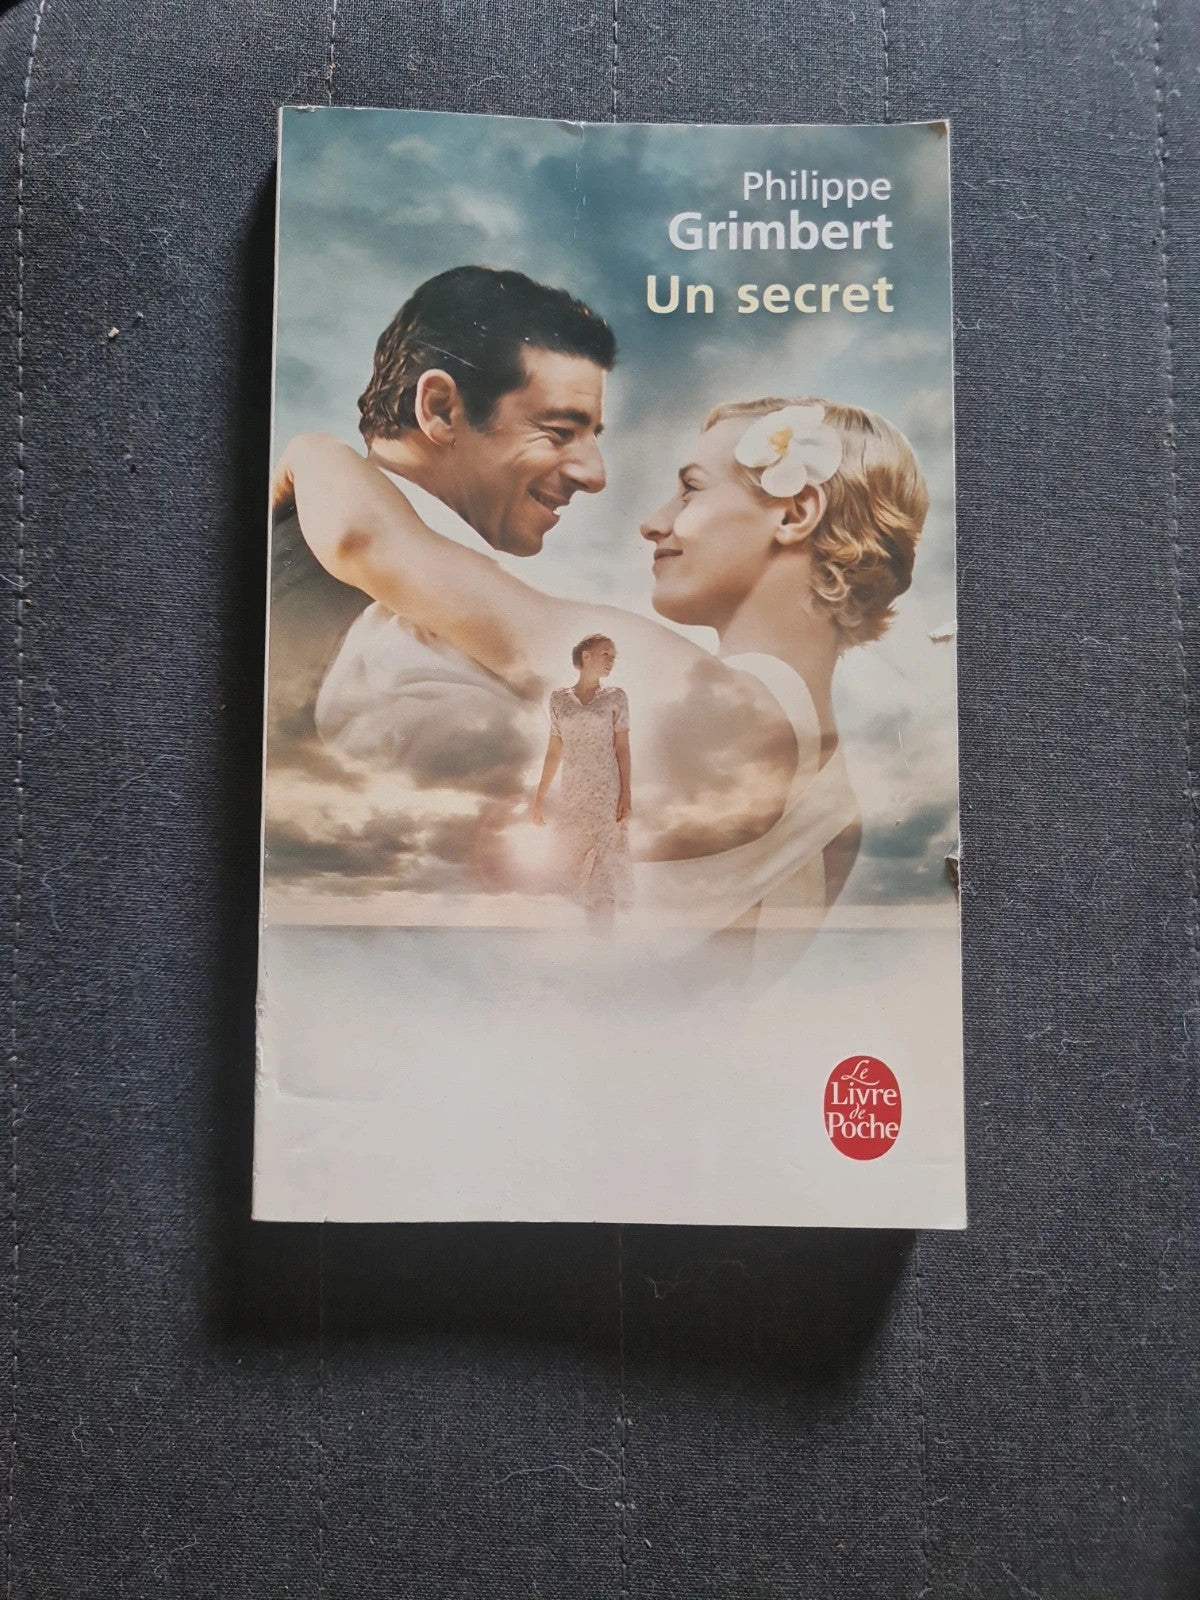 Philippe
Grimbert
Un secret
Le
Livre
de
Poche